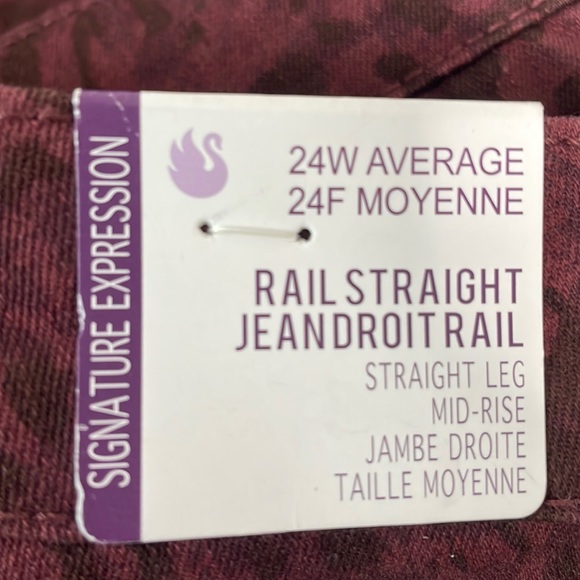 SIGNATURE EXPRESSION
24W AVERAGE
24F MOYENNE
RAIL STRAIGHT
JEAN DROIT RAIL
STRAIGHT LEG
MID-RISE
JAMBE DROITE
TAILLE MOYENNE